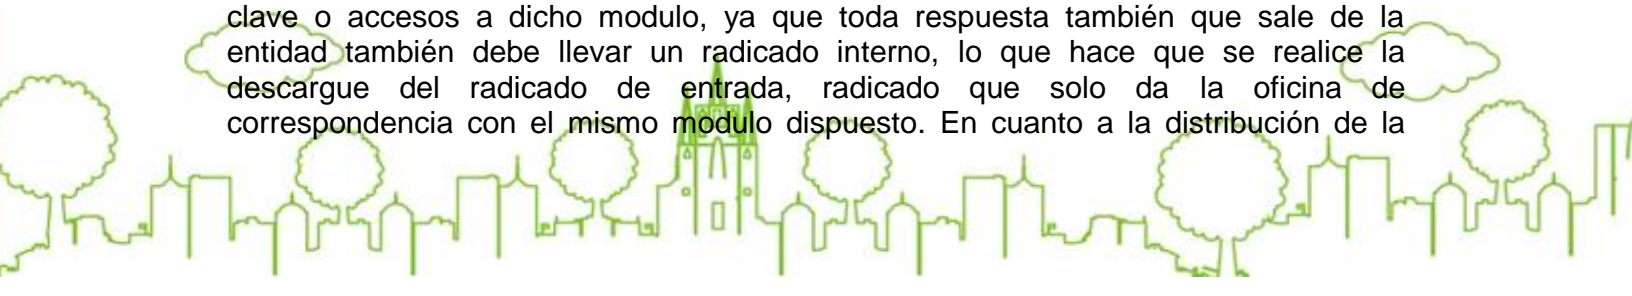 clave o accesos a dicho modulo, ya que toda respuesta también que sale de la
entidad también debe llevar un radicado interno, lo que hace que se realice la
descargue del radicado de entrada, radicado que solo da la oficina de
correspondencia con el mismo modulo dispuesto. En cuanto a la distribución de la